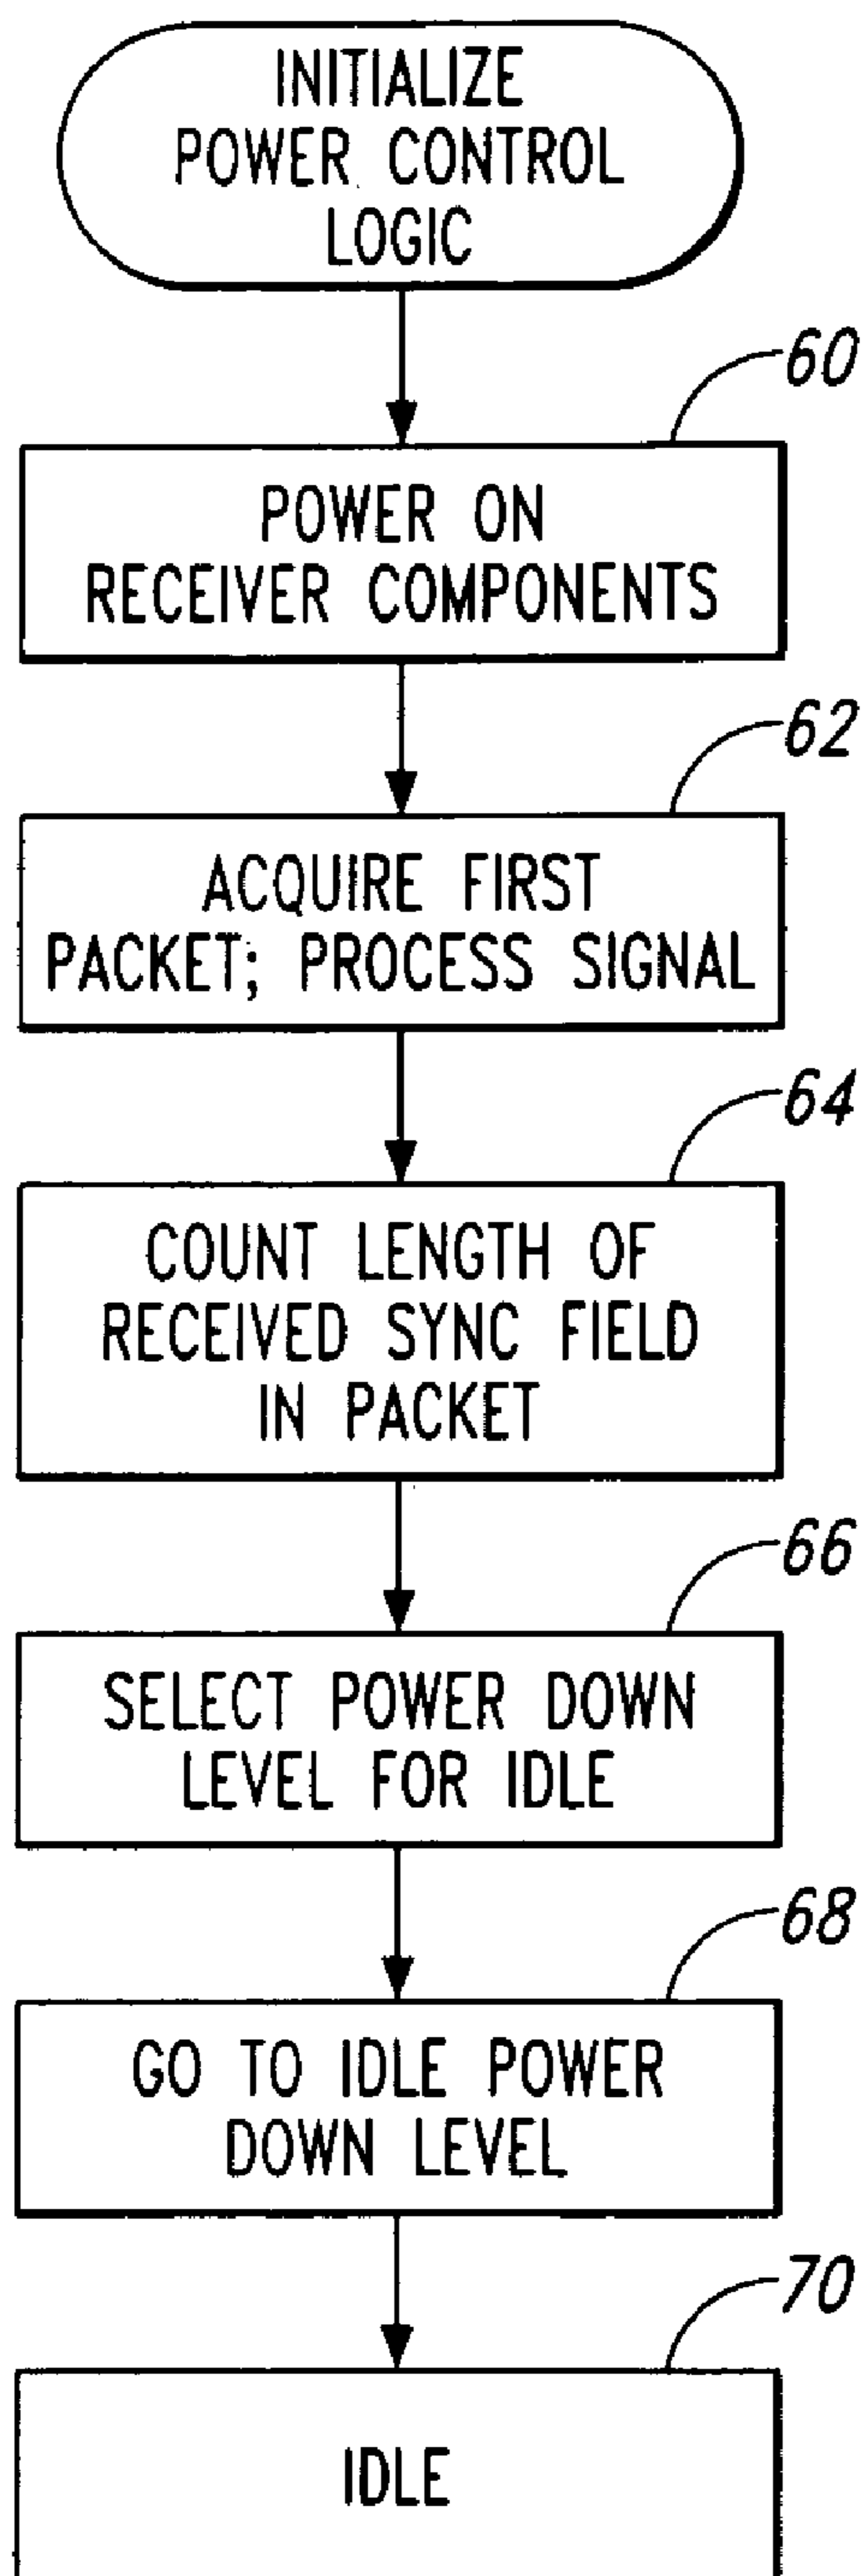 INITIALIZE
POWER CONTROL
LOGIC
60
POWER ON
RECEIVER COMPONENTS
62
ACQUIRE FIRST
PACKET; PROCESS SIGNAL
64
COUNT LENGTH OF
RECEIVED SYNC FIELD
IN PACKET
66
SELECT POWER DOWN
LEVEL FOR IDLE
68
GO TO IDLE POWER
DOWN LEVEL
70
IDLE